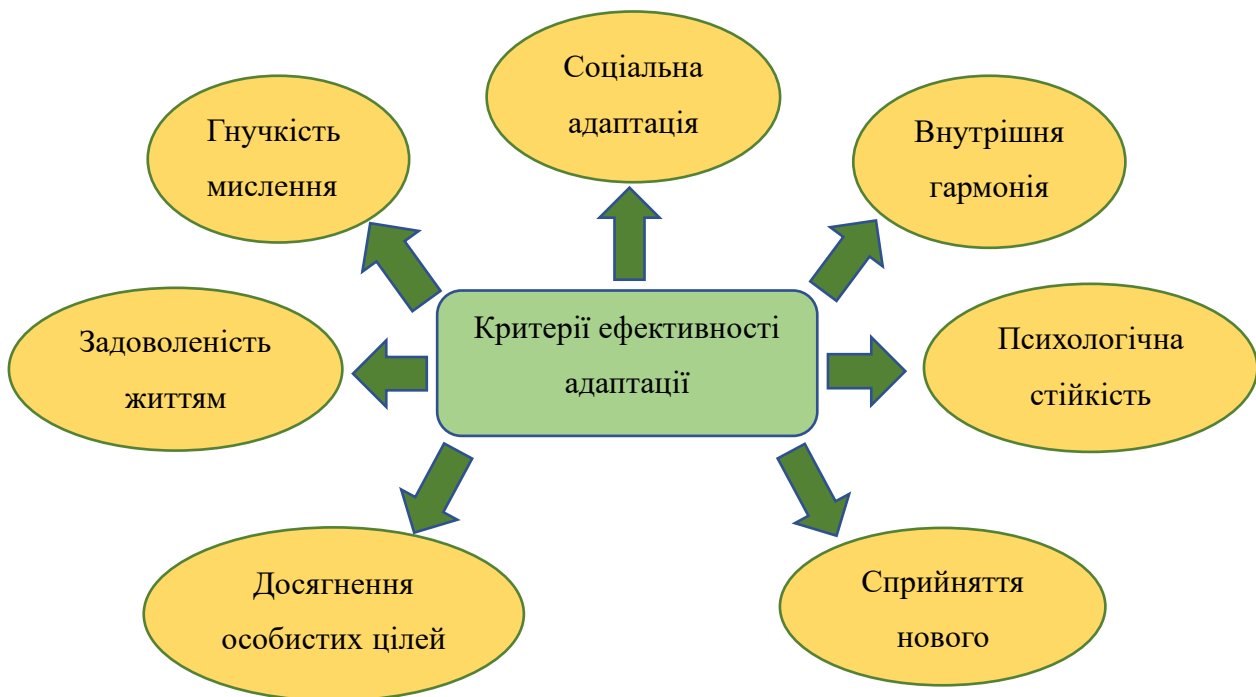 Соціальна
адаптація
Гнучкість
мислення
Внутрішня
гармонія
Критерії ефективності
адаптації
Задоволеність
життям
Психологічна
стійкість
Досягнення
особистих цілей
Сприйняття
нового